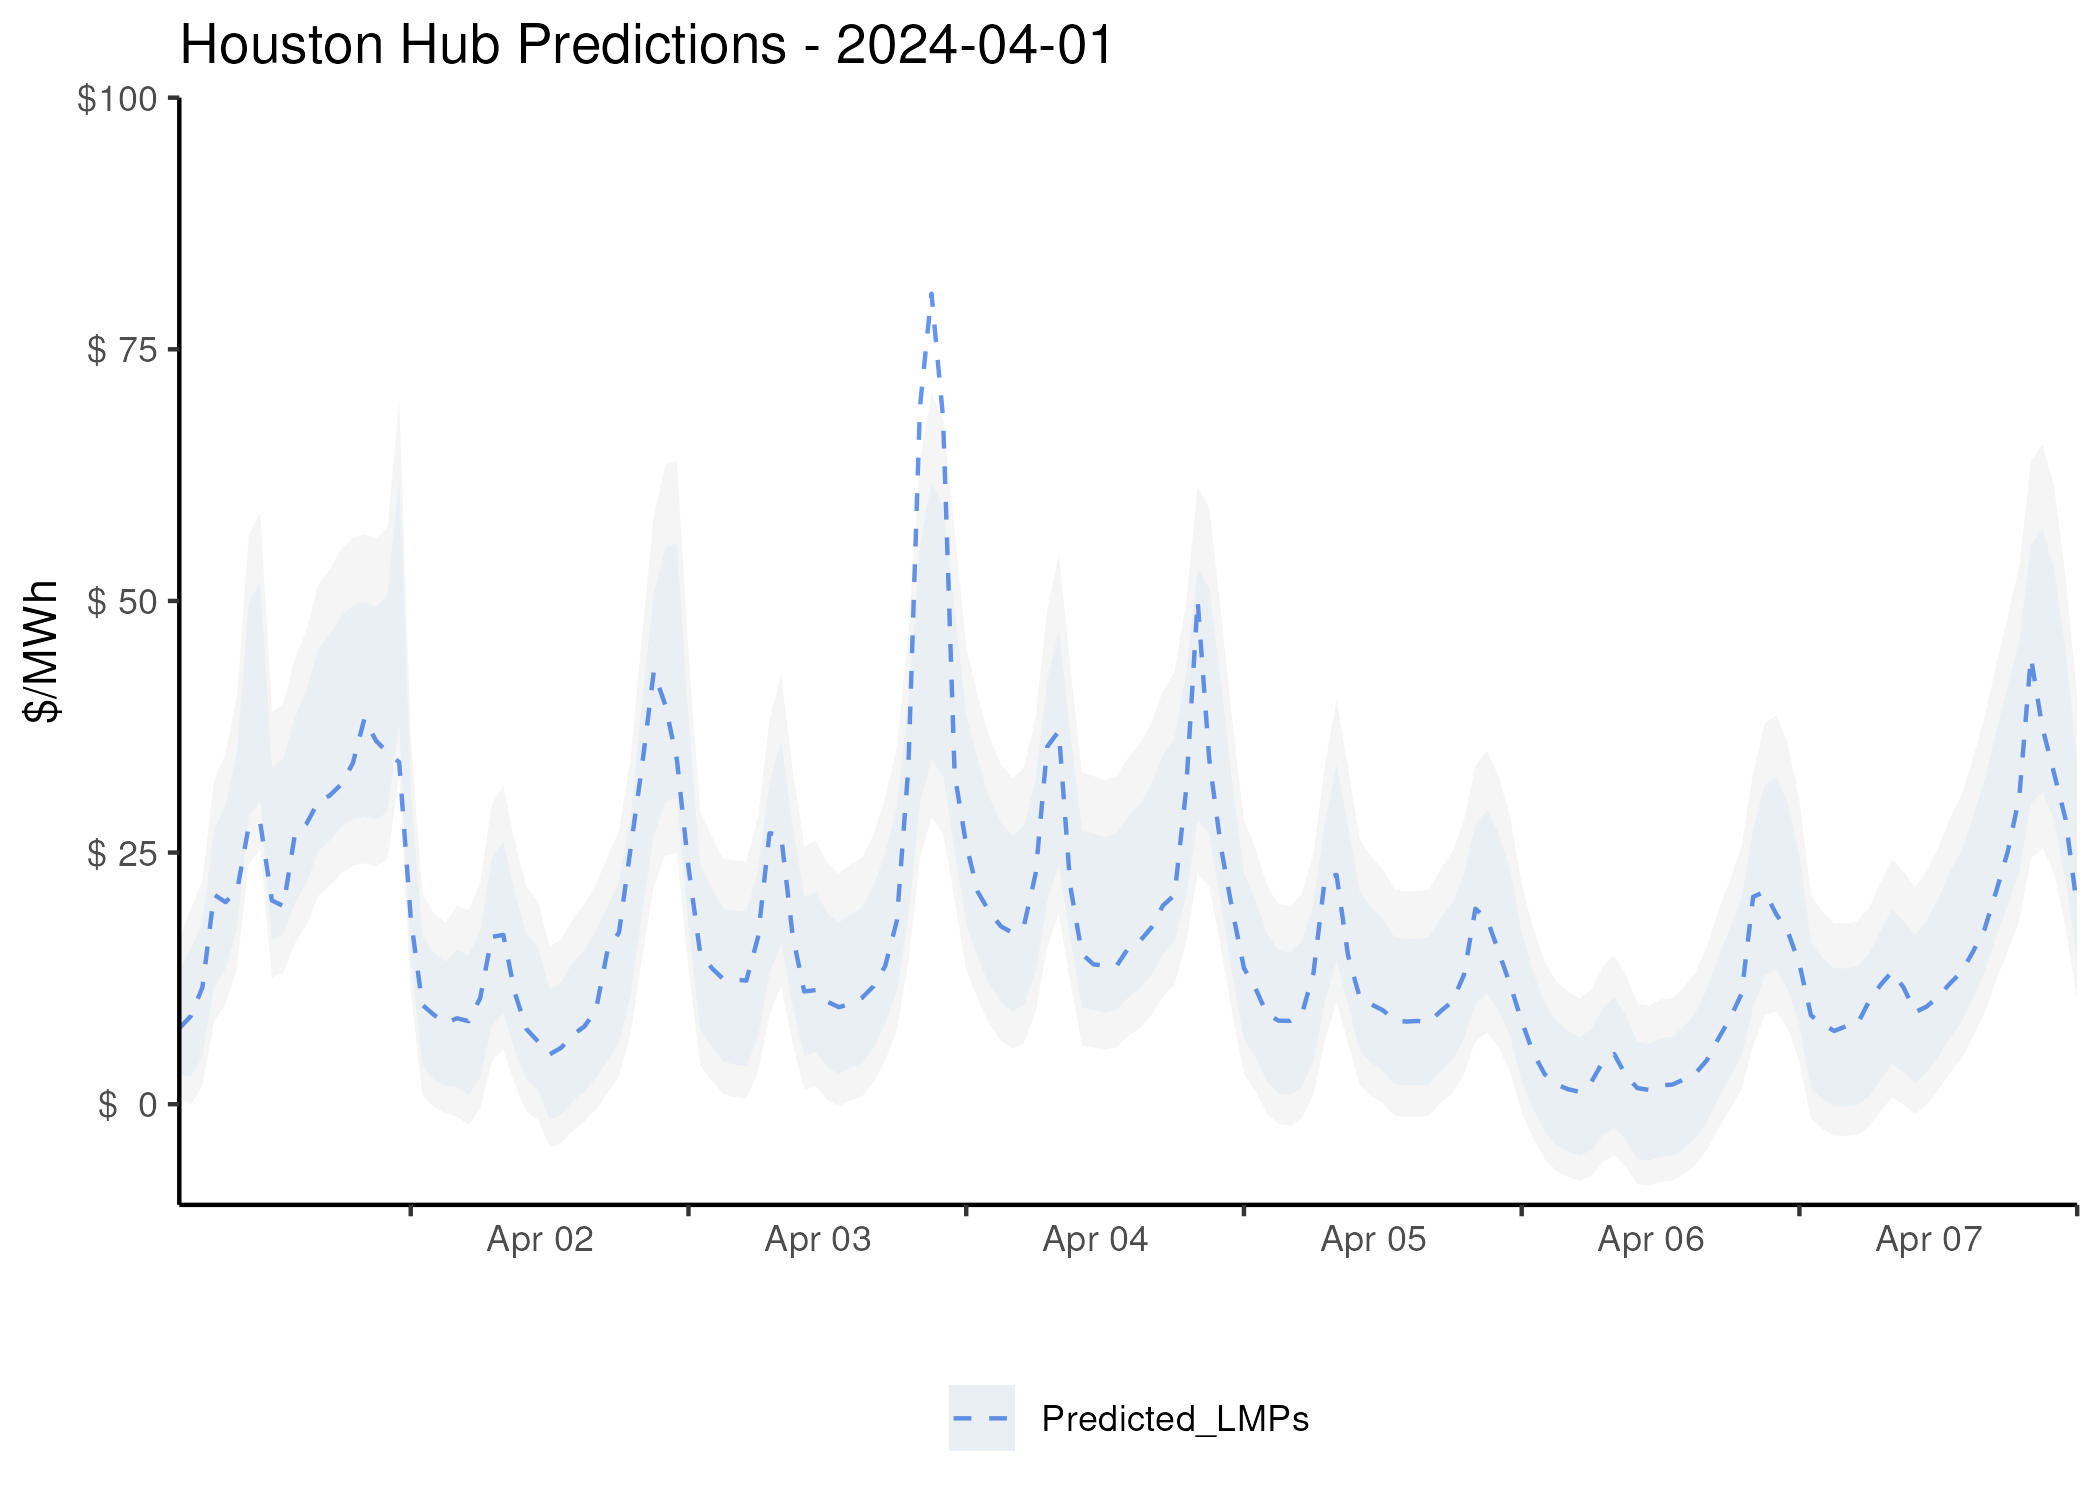 Houston Hub Predictions - 2024-04-01
$100
$ 75
$ 50
$ 25
$  0
$/MWh
Apr 02 Apr 03 Apr 04 Apr 05 Apr 06 Apr 07
Predicted_LMPs